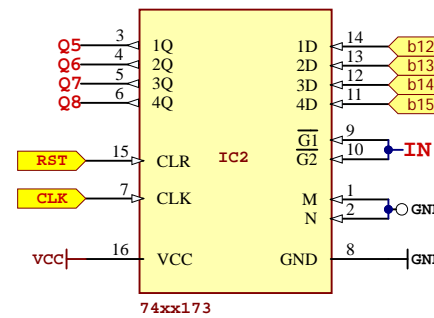 Q5 3 1Q 1D 14 b12
Q6 4 2Q 2D 13 b13
Q7 5 3Q 3D 12 b14
Q8 6 4Q 4D 11 b15
G1 9
G2 10 IN
RST 15 CLR IC2
CLK 7 CLK M 1
N 2 GN
VCC 16 VCC GND 8 GN
74xx173